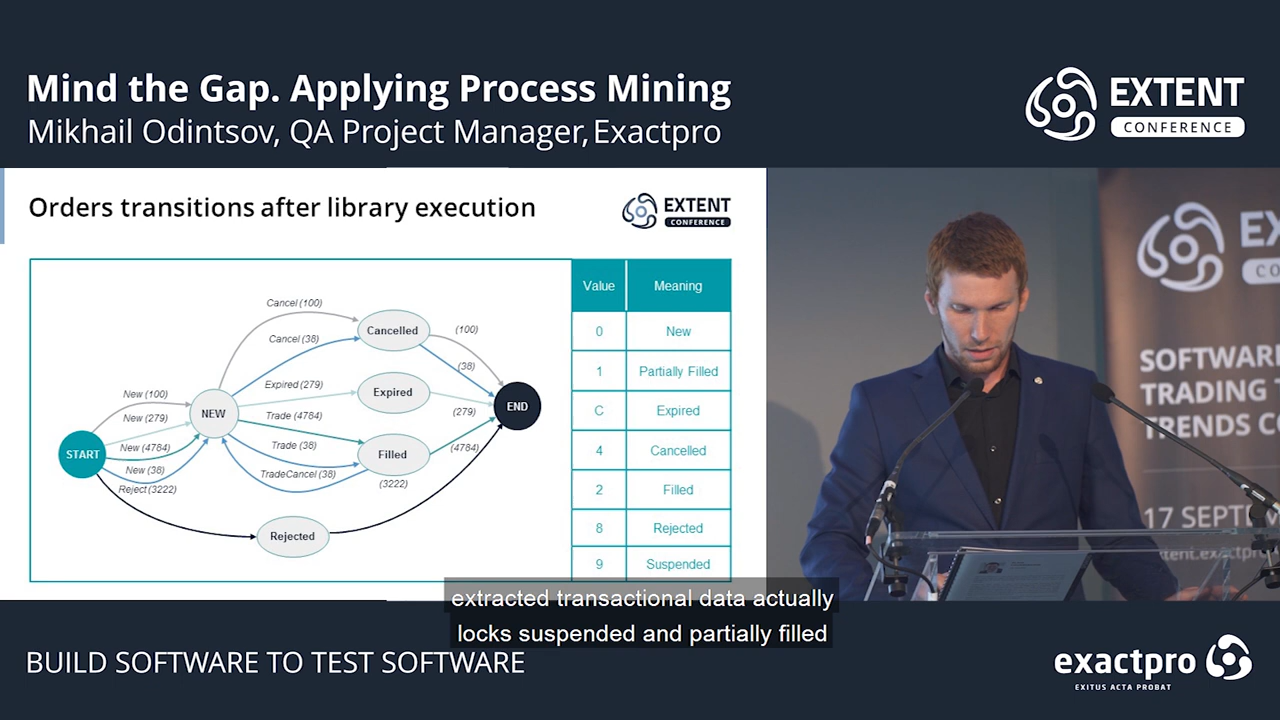 Mind the Gap. Applying Process Mining
Mikhail Odintsov, QA Project Manager, Exactpro
EXTENT
CONFERENCE
Orders transitions after library execution
EXTENT
CONFERENCE
Cancel (100)
Cancelled
(100)
Cancel (38)
(38)
Expired (279)
Expired
New (100)
New (279)
NEW
Trade (4784)
(279)
END
New (4784)
Trade (38)
Filled
(4784)
START
New (38)
TradeCancel (38)
(3222)
Reject (3222)
Rejected
Value Meaning
0 New
1 Partially Filled
C Expired
4 Cancelled
2 Filled
8 Rejected
9 Suspended
SOFTWAR
TRADING T
TRENDS CO
17 SEPT
extracted transactional data actually
locks suspended and partially filled
BUILD SOFTWARE TO TEST SOFTWARE
exactpro
EXITUS ACTA PROBAT